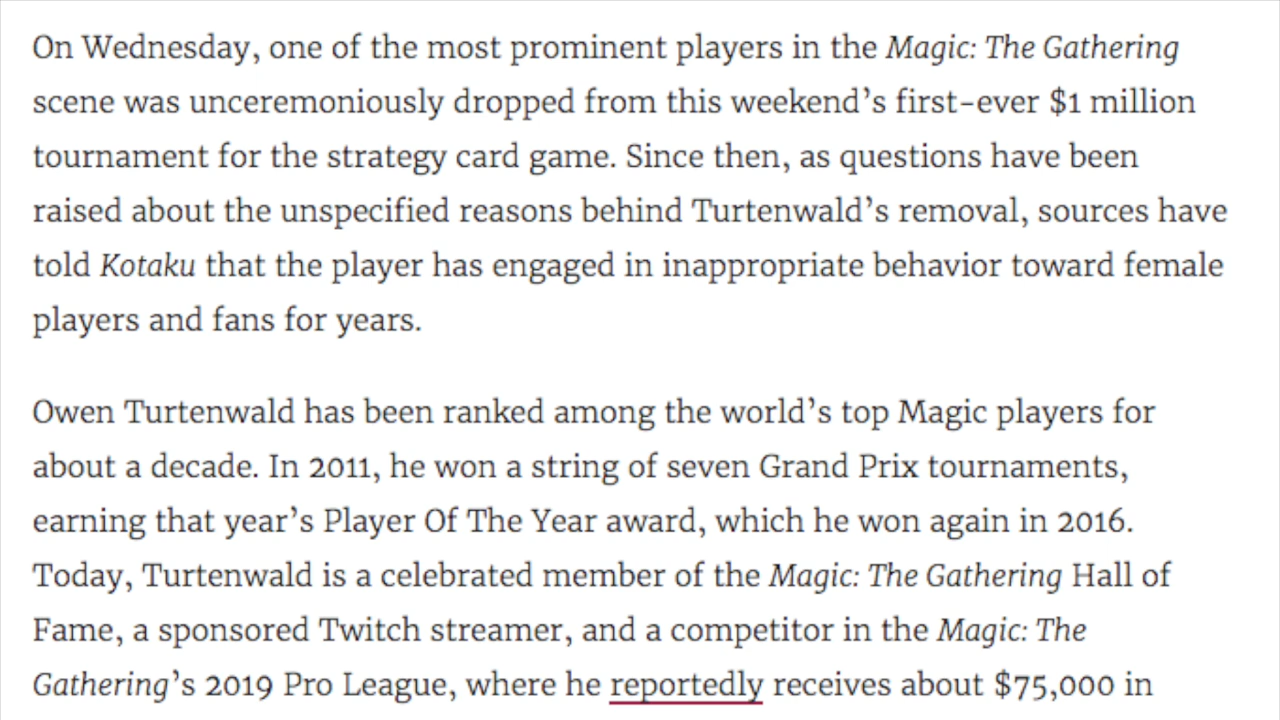 On Wednesday, one of the most prominent players in the Magic: The Gathering
scene was unceremoniously dropped from this weekend’s first-ever $1 million
tournament for the strategy card game. Since then, as questions have been
raised about the unspecified reasons behind Turtenwald’s removal, sources have
told Kotaku that the player has engaged in inappropriate behavior toward female
players and fans for years.
Owen Turtenwald has been ranked among the world’s top Magic players for
about a decade. In 2011, he won a string of seven Grand Prix tournaments,
earning that year’s Player Of The Year award, which he won again in 2016.
Today, Turtenwald is a celebrated member of the Magic: The Gathering Hall of
Fame, a sponsored Twitch streamer, and a competitor in the Magic: The
Gathering’s 2019 Pro League, where he reportedly receives about $75,000 in